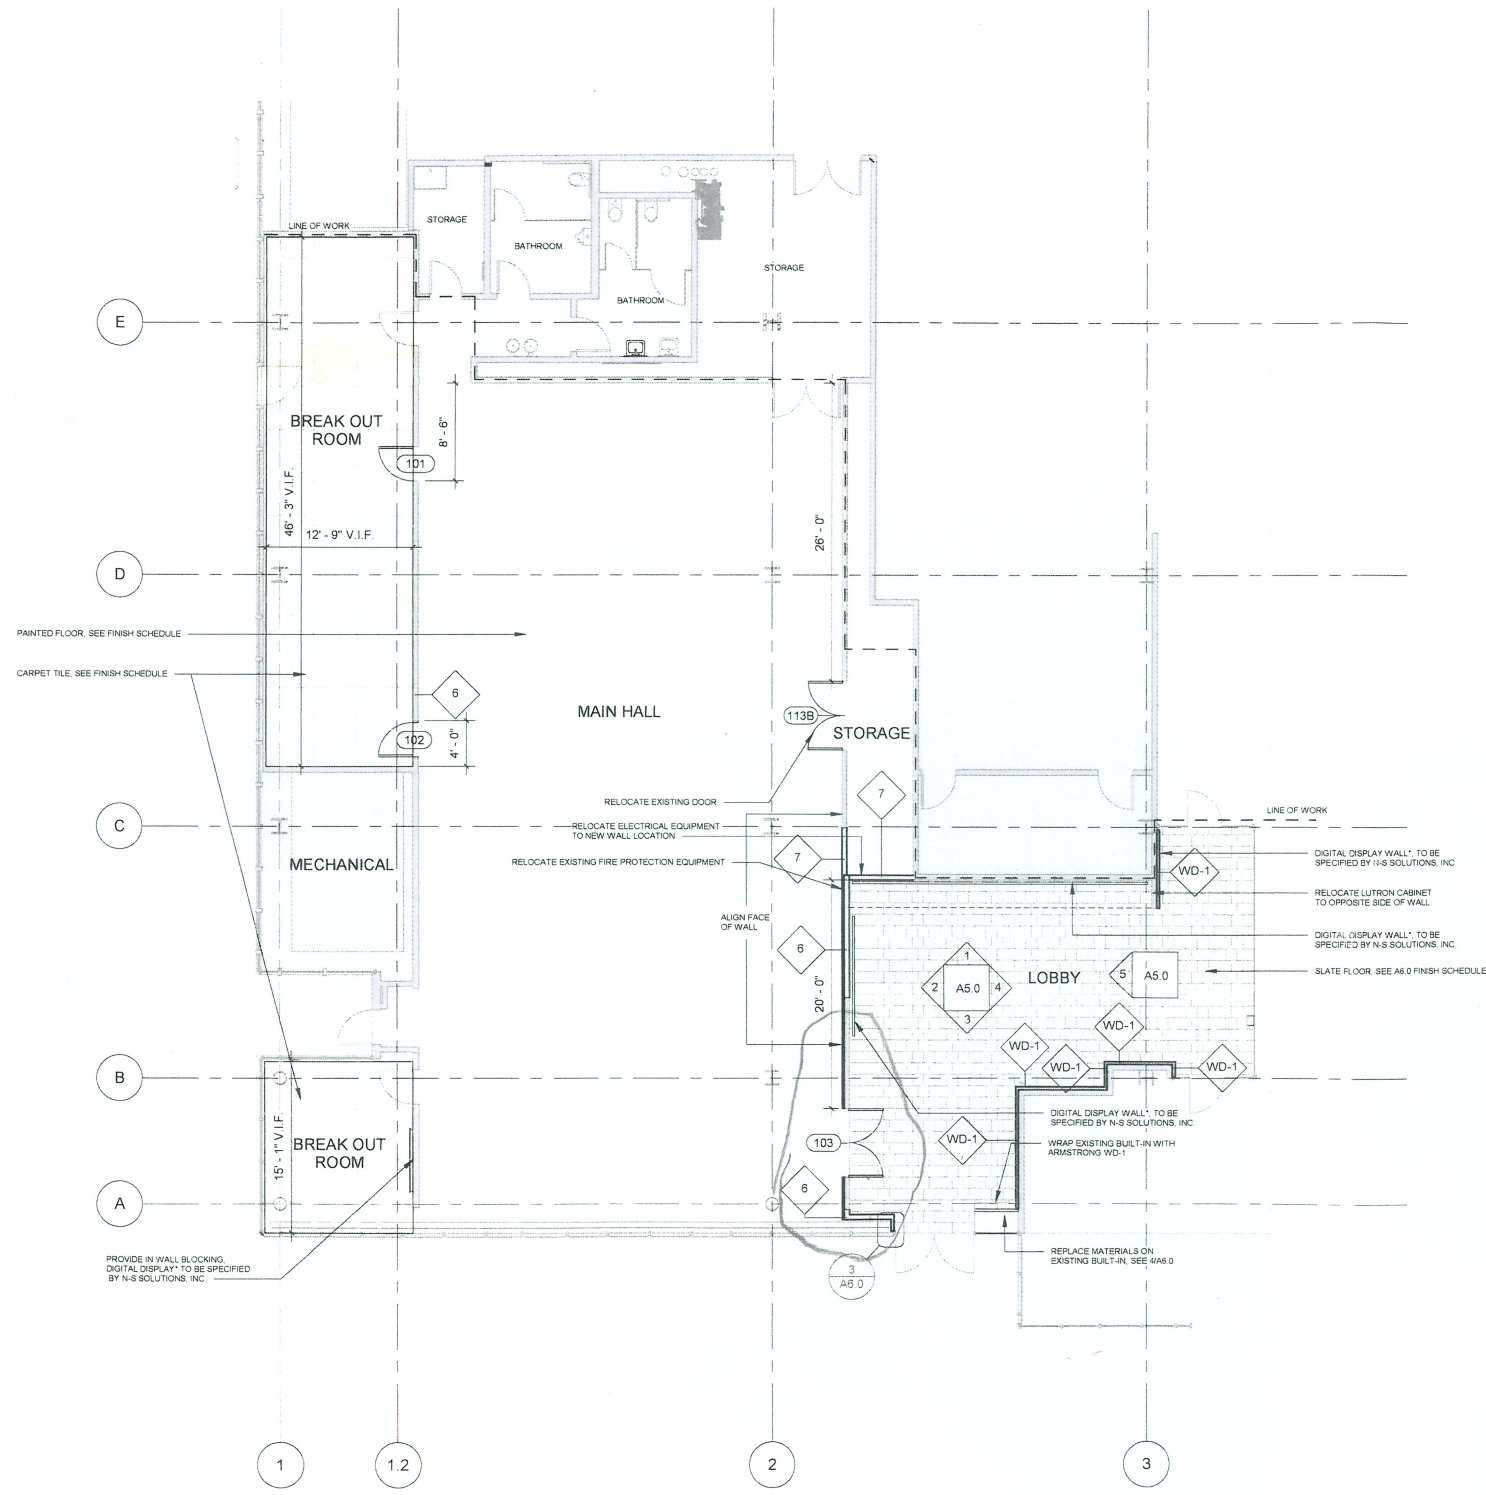 LINE OF WORK
STORAGE
BATHROOM
STORAGE
BATHROOM
E
BREAK OUT
ROOM
8' - 6"
101
46' - 3" V.I.F.
12' - 9" V.I.F.
26' - 0"
D
PAINTED FLOOR, SEE FINISH SCHEDULE
CARPET TILE, SEE FINISH SCHEDULE
6
MAIN HALL
113B
STORAGE
102
4' - 0"
7
RELOCATE EXISTING DOOR
LINE OF WORK
C
RELOCATE ELECTRICAL EQUIPMENT
TO NEW WALL LOCATION
7
RELOCATE EXISTING FIRE PROTECTION EQUIPMENT
MECHANICAL
DIGITAL DISPLAY WALL*, TO BE
SPECIFIED BY N-S SOLUTIONS, INC.
WD-1
RELOCATE LUTRON CABINET
TO OPPOSITE SIDE OF WALL
ALIGN FACE
OF WALL
DIGITAL DISPLAY WALL*, TO BE
SPECIFIED BY N-S SOLUTIONS, INC.
6
SLATE FLOOR, SEE A6.0 FINISH SCHEDULE
LOBBY
1
2
A5.0
4
3
5
A5.0
20' - 0"
WD-1
WD-1
WD-1
WD-1
B
DIGITAL DISPLAY WALL*, TO BE
SPECIFIED BY N-S SOLUTIONS, INC.
WD-1
WRAP EXISTING BUILT-IN WITH
ARMSTRONG WD-1
103
BREAK OUT
ROOM
15' - 1" V.I.F.
6
A
PROVIDE IN WALL BLOCKING,
DIGITAL DISPLAY* TO BE SPECIFIED
BY N-S SOLUTIONS, INC
REPLACE MATERIALS ON
EXISTING BUILT-IN, SEE 4/A6.0
3
A6.0
1
1.2
2
3